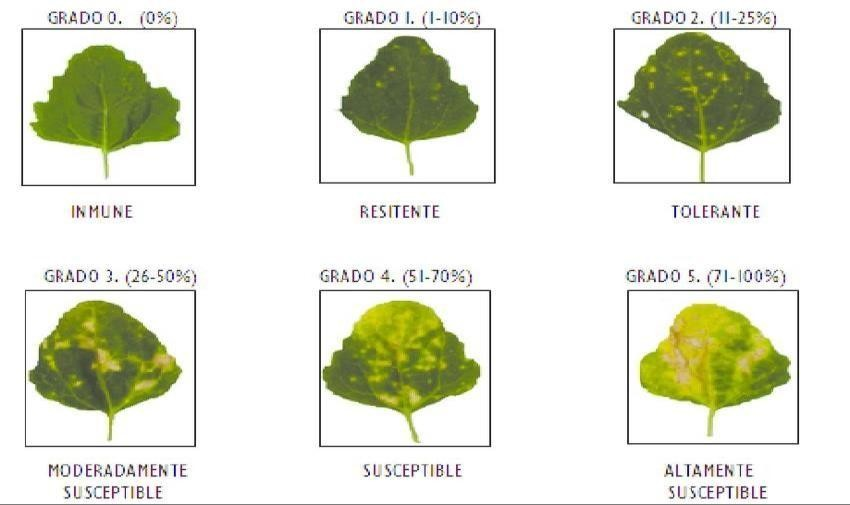 GRADO 0. (0%)
GRADO 1. (1-10%)
GRADO 2. (11-25%)
INMUNE
RESITENTE
TOLERANTE
GRADO 3. (26-50%)
GRADO 4. (51-70%)
GRADO 5. (71-100%)
MODERADAMENTE
SUSCEPTIBLE
SUSCEPTIBLE
ALTAMENTE
SUSCEPTIBLE